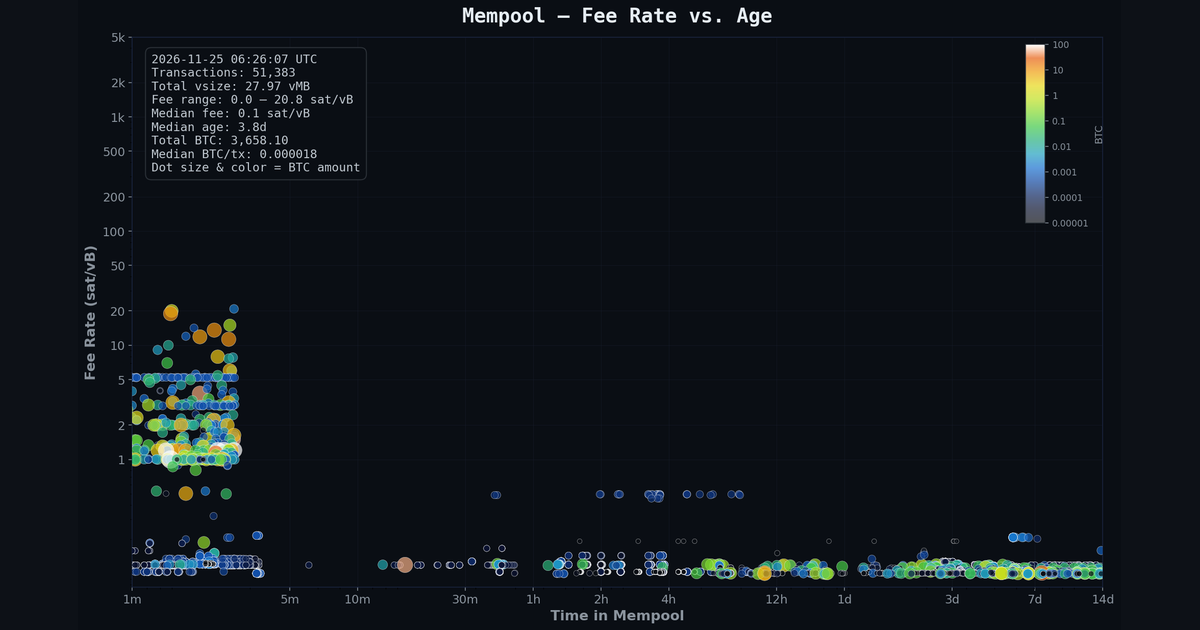 Mempool — Fee Rate vs. Age
2026-11-25 06:26:07 UTC
Transactions: 51,383
Total vsize: 27.97 vMB
Fee range: 0.0 — 20.8 sat/vB
Median fee: 0.1 sat/vB
Median age: 3.8d
Total BTC: 3,658.10
Median BTC/tx: 0.000018
Dot size & color = BTC amount
Fee Rate (sat/vB)
5k
2k
1k
500
200
100
50
20
10
5
2
1
100
10
1
0.1
0.01
0.001
0.0001
0.00001
BTC
1m
5m
10m
30m
1h
2h
4h
12h
1d
3d
7d
14d
Time in Mempool